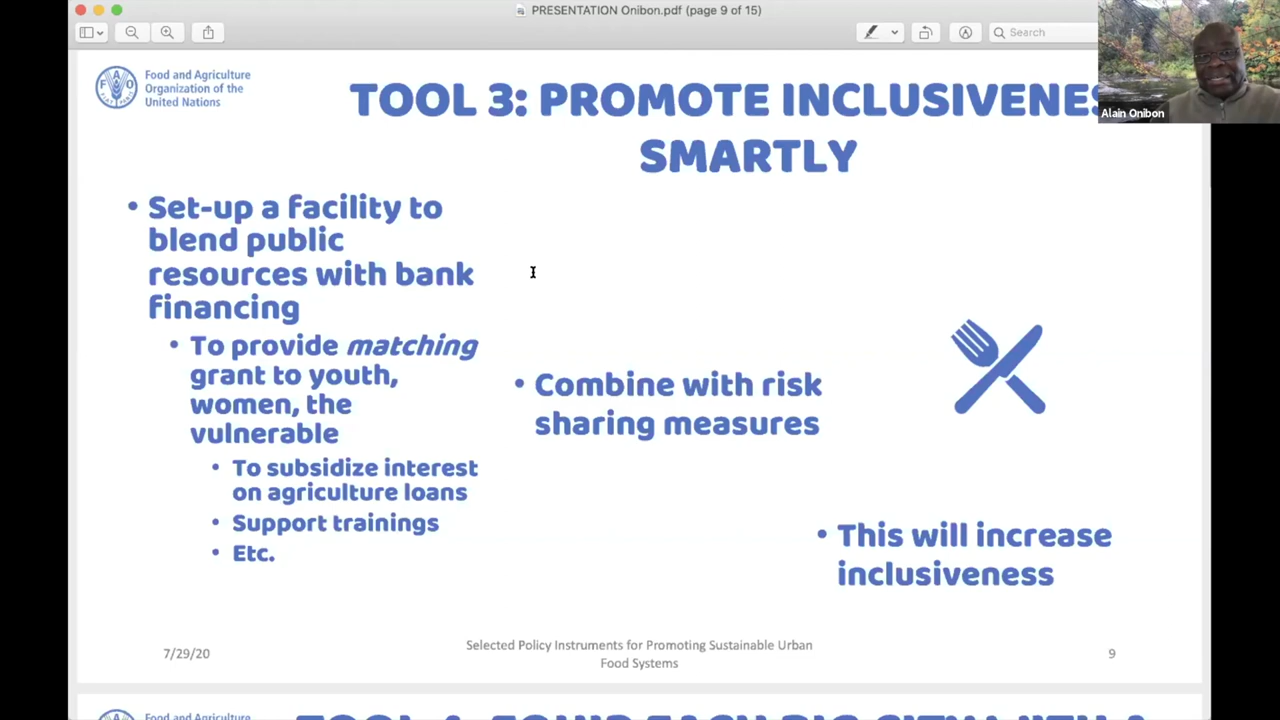 PRESENTATION Onibon.pdf (page 9 of 15)
Search
Alain Onibon
Food and Agriculture
Organization of the
United Nations
TOOL 3: PROMOTE INCLUSIVENES
SMARTLY
• Set-up a facility to
blend public
resources with bank
financing
• To provide matching
grant to youth,
women, the
vulnerable
• To subsidize interest
on agriculture loans
• Support trainings
• Etc.
• Combine with risk
sharing measures
• This will increase
inclusiveness
7/29/20
Selected Policy Instruments for Promoting Sustainable Urban
Food Systems
9
Food and Agriculture